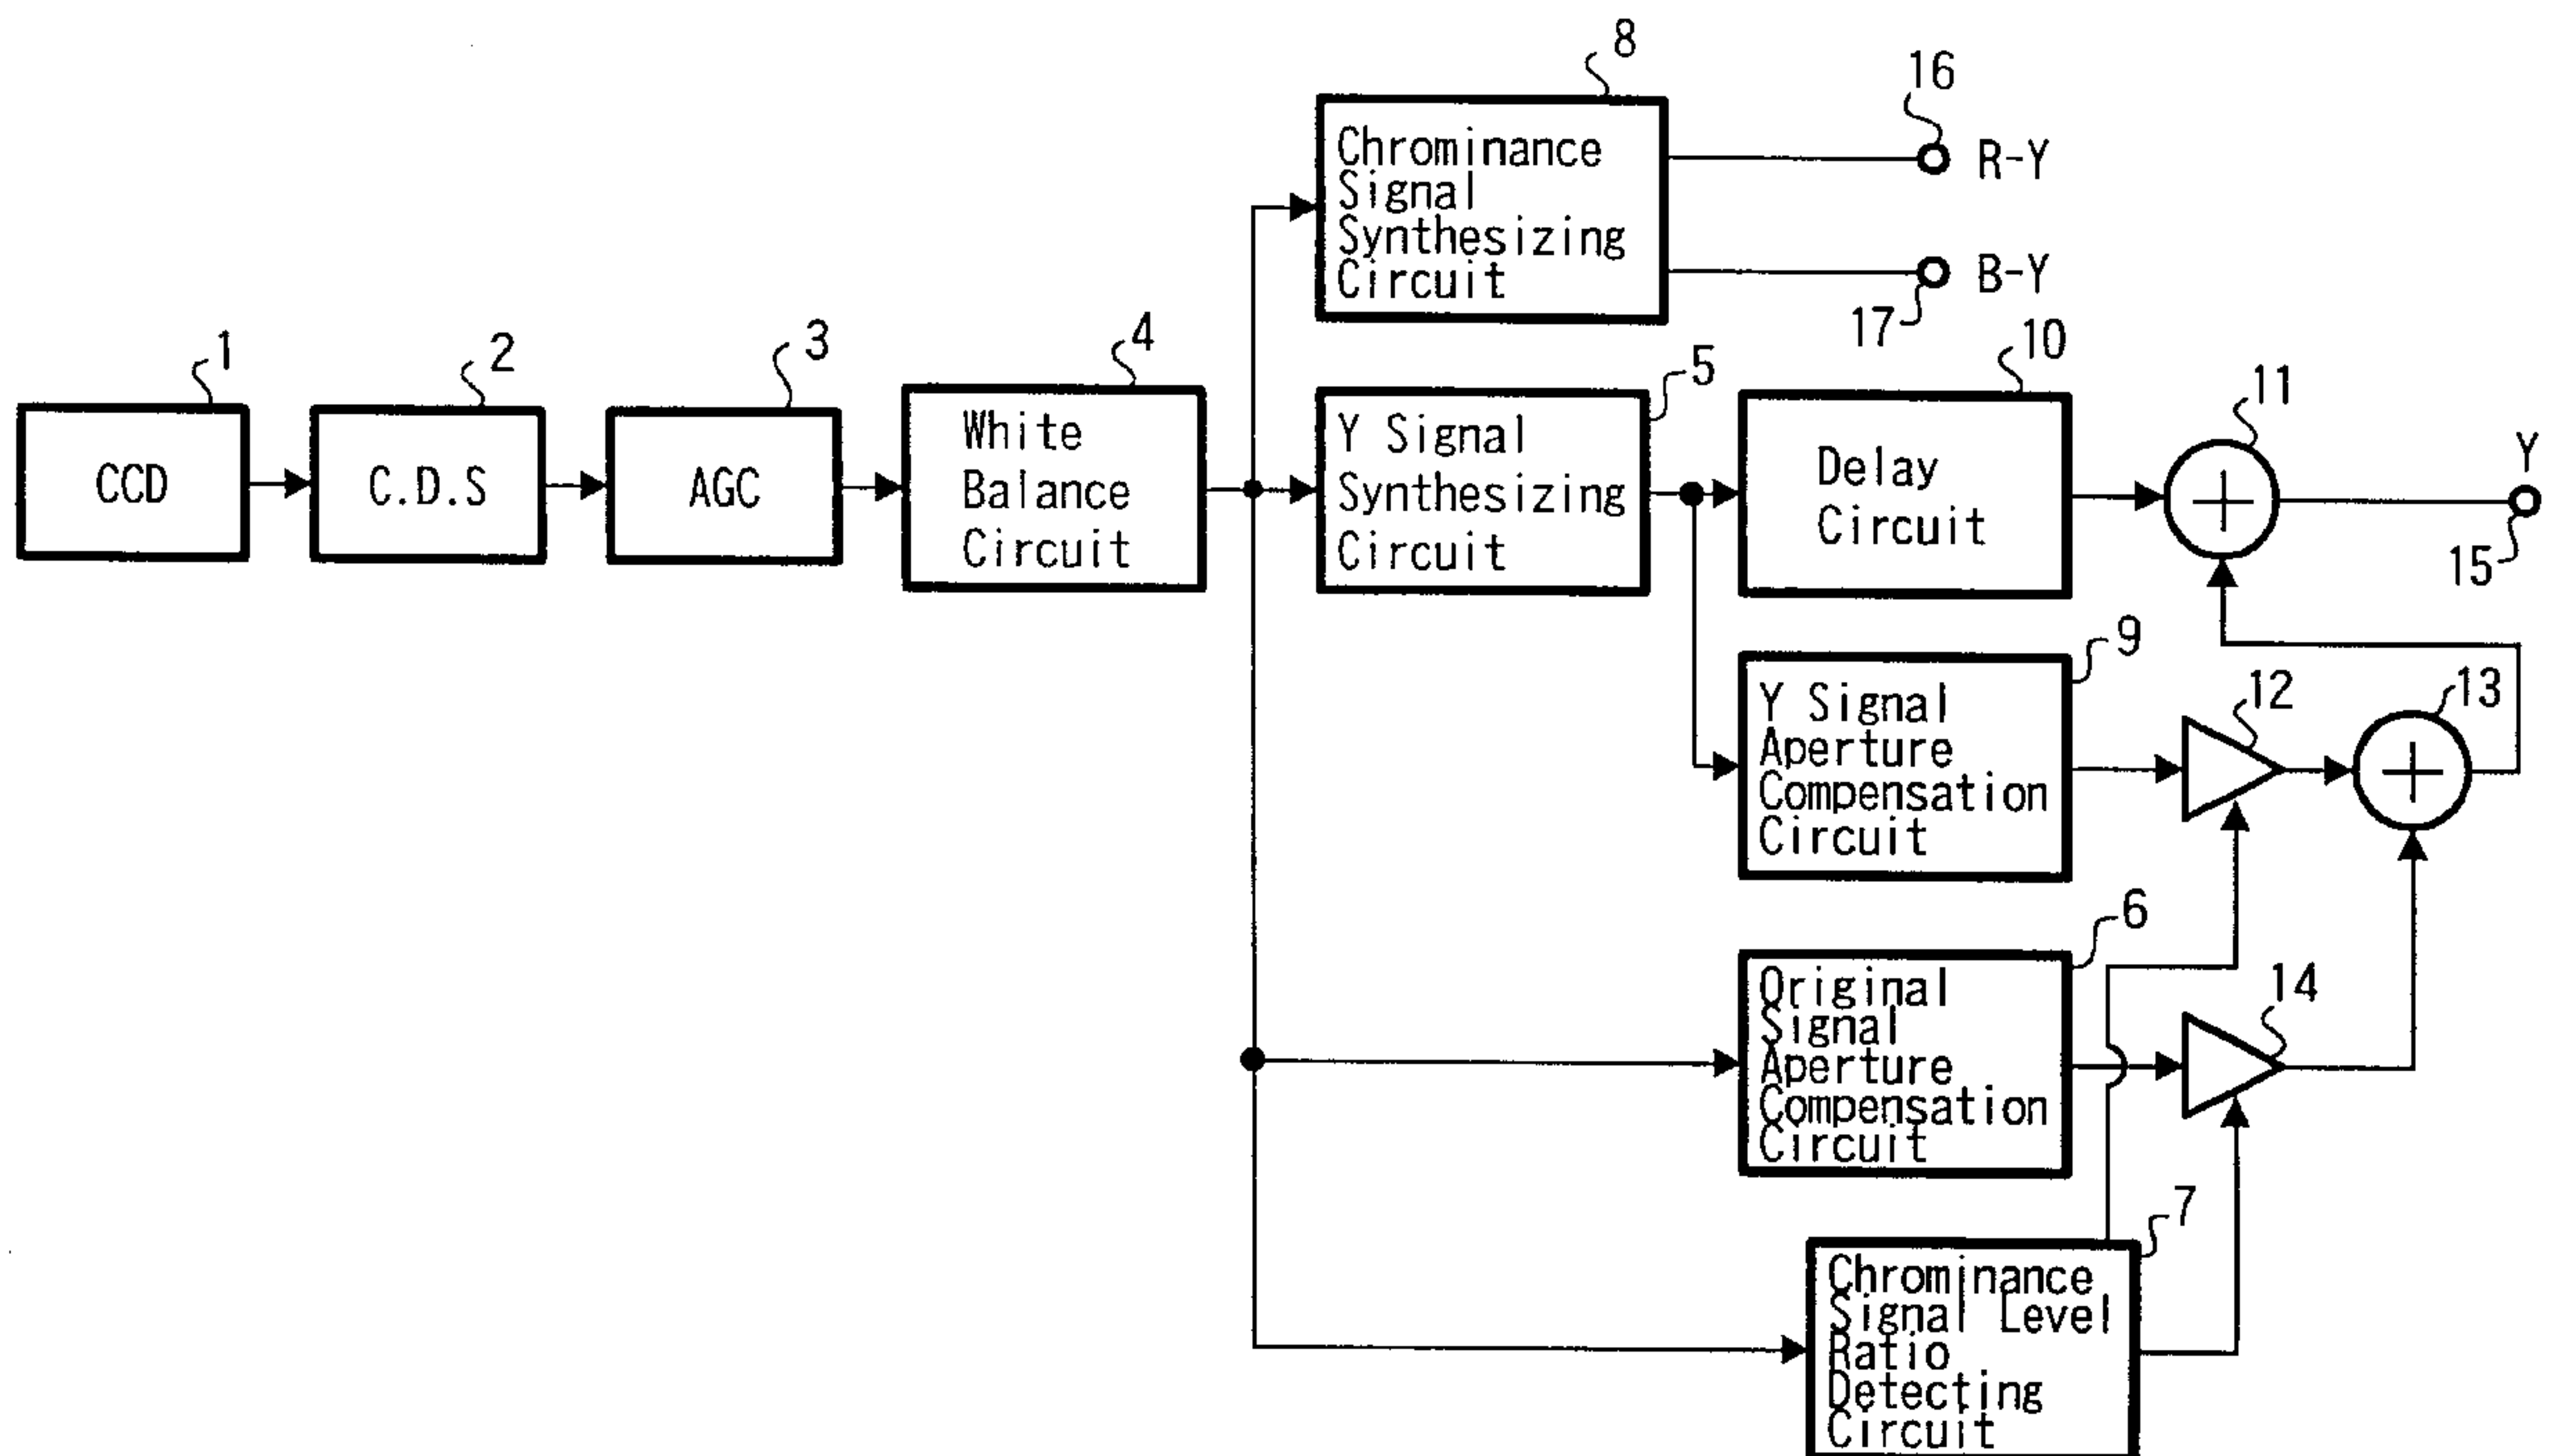 8
16
Chrominance
Signal
Synthesizing
Circuit
R-Y
B-Y
17
1
2
3
4
5
10
11
CCD
C.D.S
AGC
White
Balance
Circuit
Y Signal
Synthesizing
Circuit
Delay
Circuit
Y
15
9
Y Signal
Aperture
Compensation
Circuit
12
13
6
Original
Signal
Aperture
Compensation
Circuit
14
7
Chrominance
Signal Level
Ratio
Detecting
Circuit